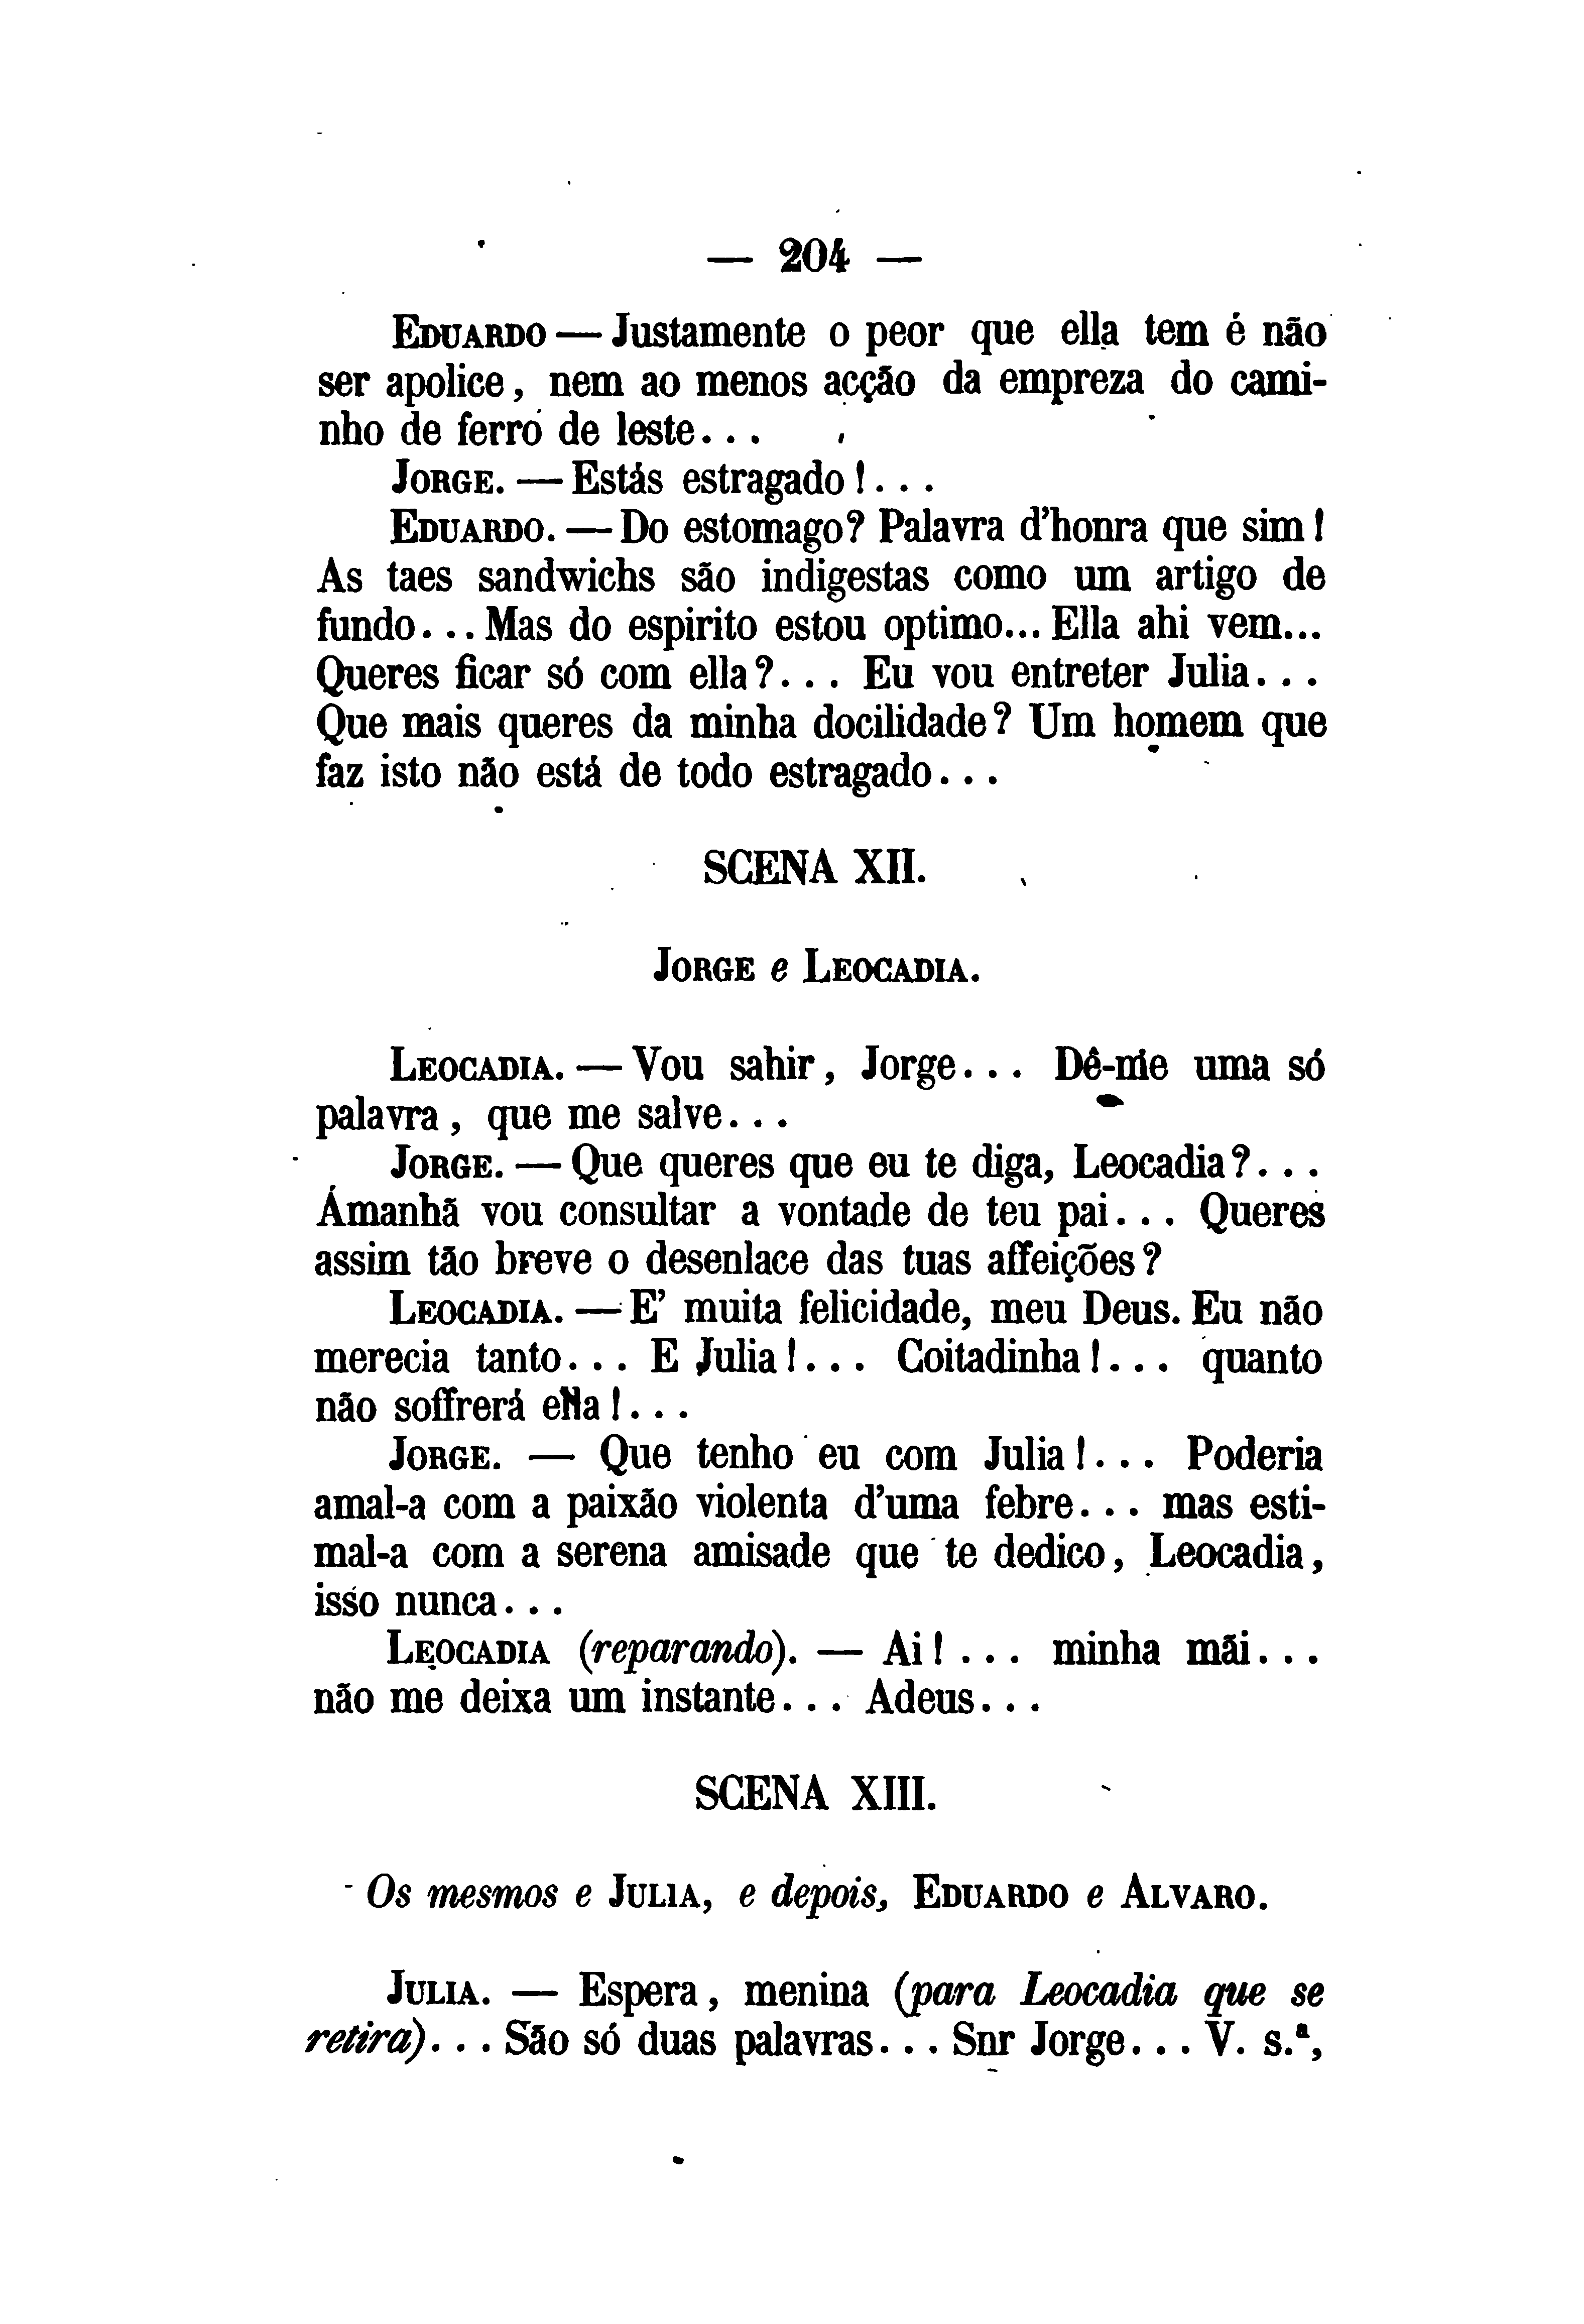 — 204 —
EDUARDO — Justamente o peor que ella tem é não
ser apolice, nem ao menos acção da empreza do cami-
nho de ferro de leste...
JORGE. — Estás estragado!...
EDUARDO. — Do estomago? Palavra d'honra que sim!
As taes sandwichs são indigestas como um artigo de
fundo... Mas do espirito estou optimo... Ella ahi vem...
Queres ficar só com ella?... Eu vou entreter Julia...
Que mais queres da minha docilidade? Um homem que
faz isto não está de todo estragado...
SCENA XII.
JORGE e LEOCADIA.
LEOCADIA. — Vou sahir, Jorge... Dê-me uma só
palavra, que me salve...
JORGE. — Que queres que eu te diga, Leocadia?...
Ámanhã vou consultar a vontade de teu pai... Queres
assim tão breve o desenlace das tuas affeições?
LEOCADIA. — E' muita felicidade, meu Deus. Eu não
merecia tanto... E Julia!... Coitadinha!... quanto
não soffrerá ella!...
JORGE. — Que tenho eu com Julia!... Poderia
amal-a com a paixão violenta d'uma febre... mas esti-
mal-a com a serena amisade que te dedico, Leocadia,
isso nunca...
LEOCADIA (reparando). — Ai!... minha mãi...
não me deixa um instante... Adeus...
SCENA XIII.
Os mesmos e JULIA, e depois, EDUARDO e ALVARO.
JULIA. — Espera, menina (para Leocadia que se
retira)... São só duas palavras... Snr Jorge... V. s.ª,